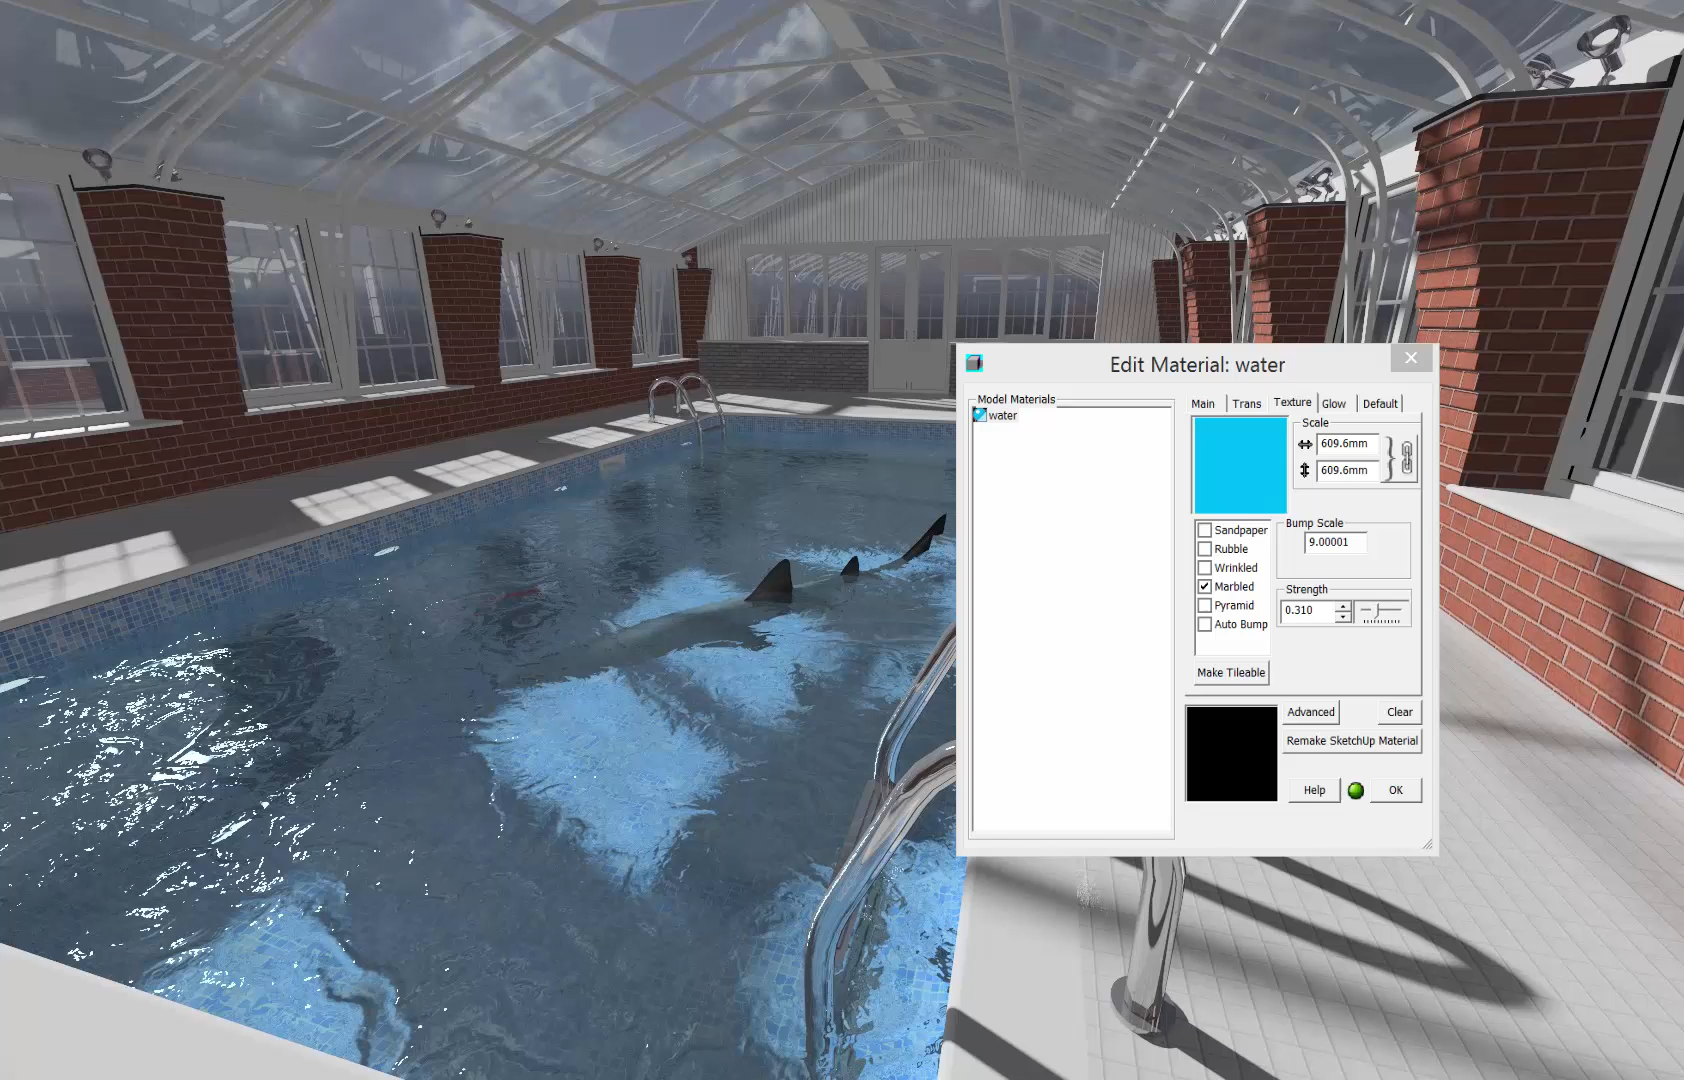 Edit Material: water
Model Materials
water
Main
Trans
Texture
Glow
Default
Scale
609.6mm
609.6mm
Sandpaper
Rubble
Wrinkled
Marbled
Pyramid
Auto Bump
Bump Scale
9.00001
Strength
0.310
Make Tileable
Advanced
Clear
Remake SketchUp Material
Help
OK